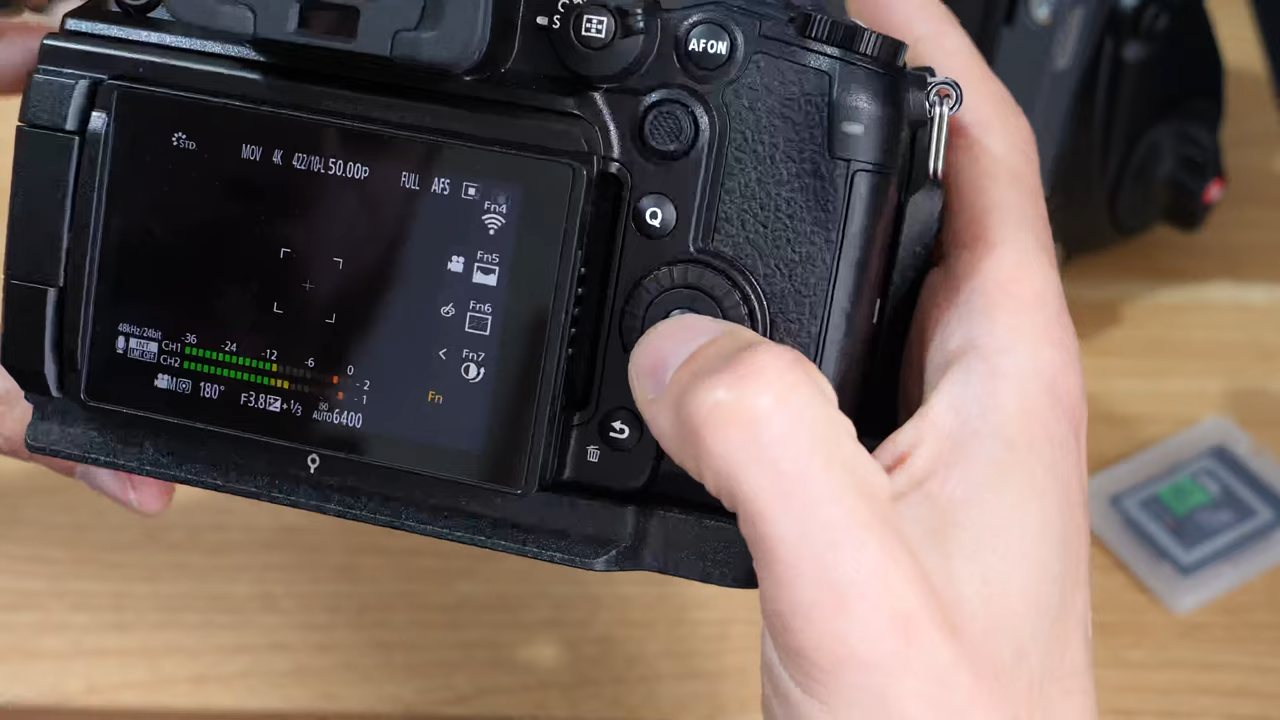 C
S
AFON
STD.
MOV 4K 422/10-L 50.00P
FULL AFS
Fn4
Q
Fn5
Fn6
48kHz/24bit
INT.
LMT OFF
-36 -24 -12 -6 0
CH1
CH2
-2
-1
Fn7
M 180° F3.8 +1/3 ISO AUTO 6400
Fn